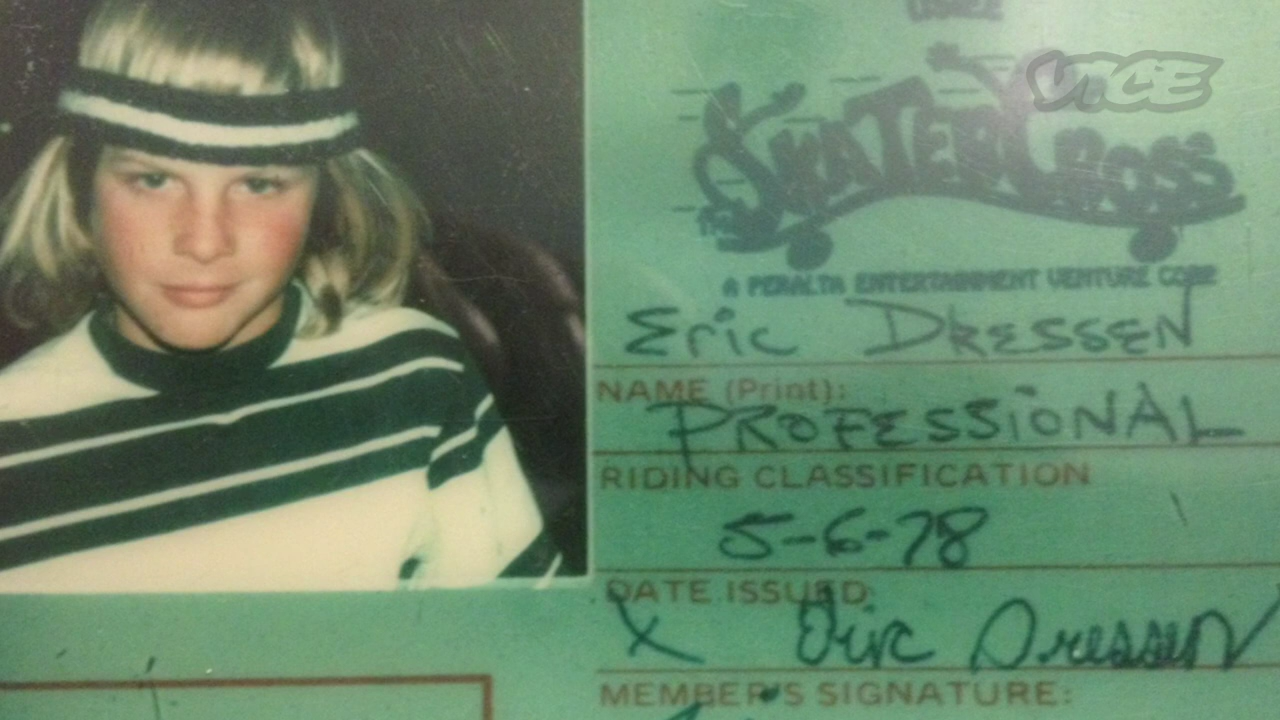 VICE
THE SKATERCROSS
A PERALTA ENTERTAINMENT VENTURE CORP
Eric DRESSEN
NAME (Print):
PROFESSIONAL
RIDING CLASSIFICATION
5-6-78
DATE ISSUED
X Eric Dressen
MEMBER'S SIGNATURE: